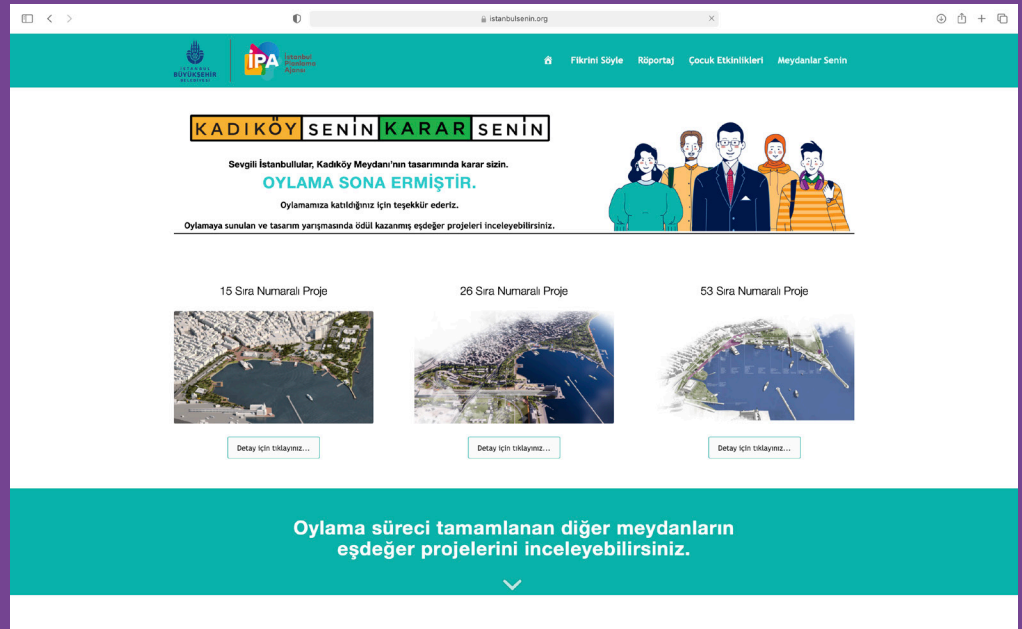 istanbulsenin.org
İSTANBUL
BÜYÜKŞEHİR
BELEDİYESİ
İPA
İstanbul
Planlama
Ajansı
Fikrini Söyle
Röportaj
Çocuk Etkinlikleri
Meydanlar Senin
KADIKÖY SENİN KARAR SENİN
Sevgili İstanbullular, Kadıköy Meydanı'nın tasarımında karar sizin.
OYLAMA SONA ERMİŞTİR.
Oylamamıza katıldığınız için teşekkür ederiz.
Oylamaya sunulan ve tasarım yarışmasında ödül kazanmış eşdeğer projeleri inceleyebilirsiniz.
15 Sıra Numaralı Proje
26 Sıra Numaralı Proje
53 Sıra Numaralı Proje
Detay için tıklayınız...
Detay için tıklayınız...
Detay için tıklayınız...
Oylama süreci tamamlanan diğer meydanların
eşdeğer projelerini inceleyebilirsiniz.